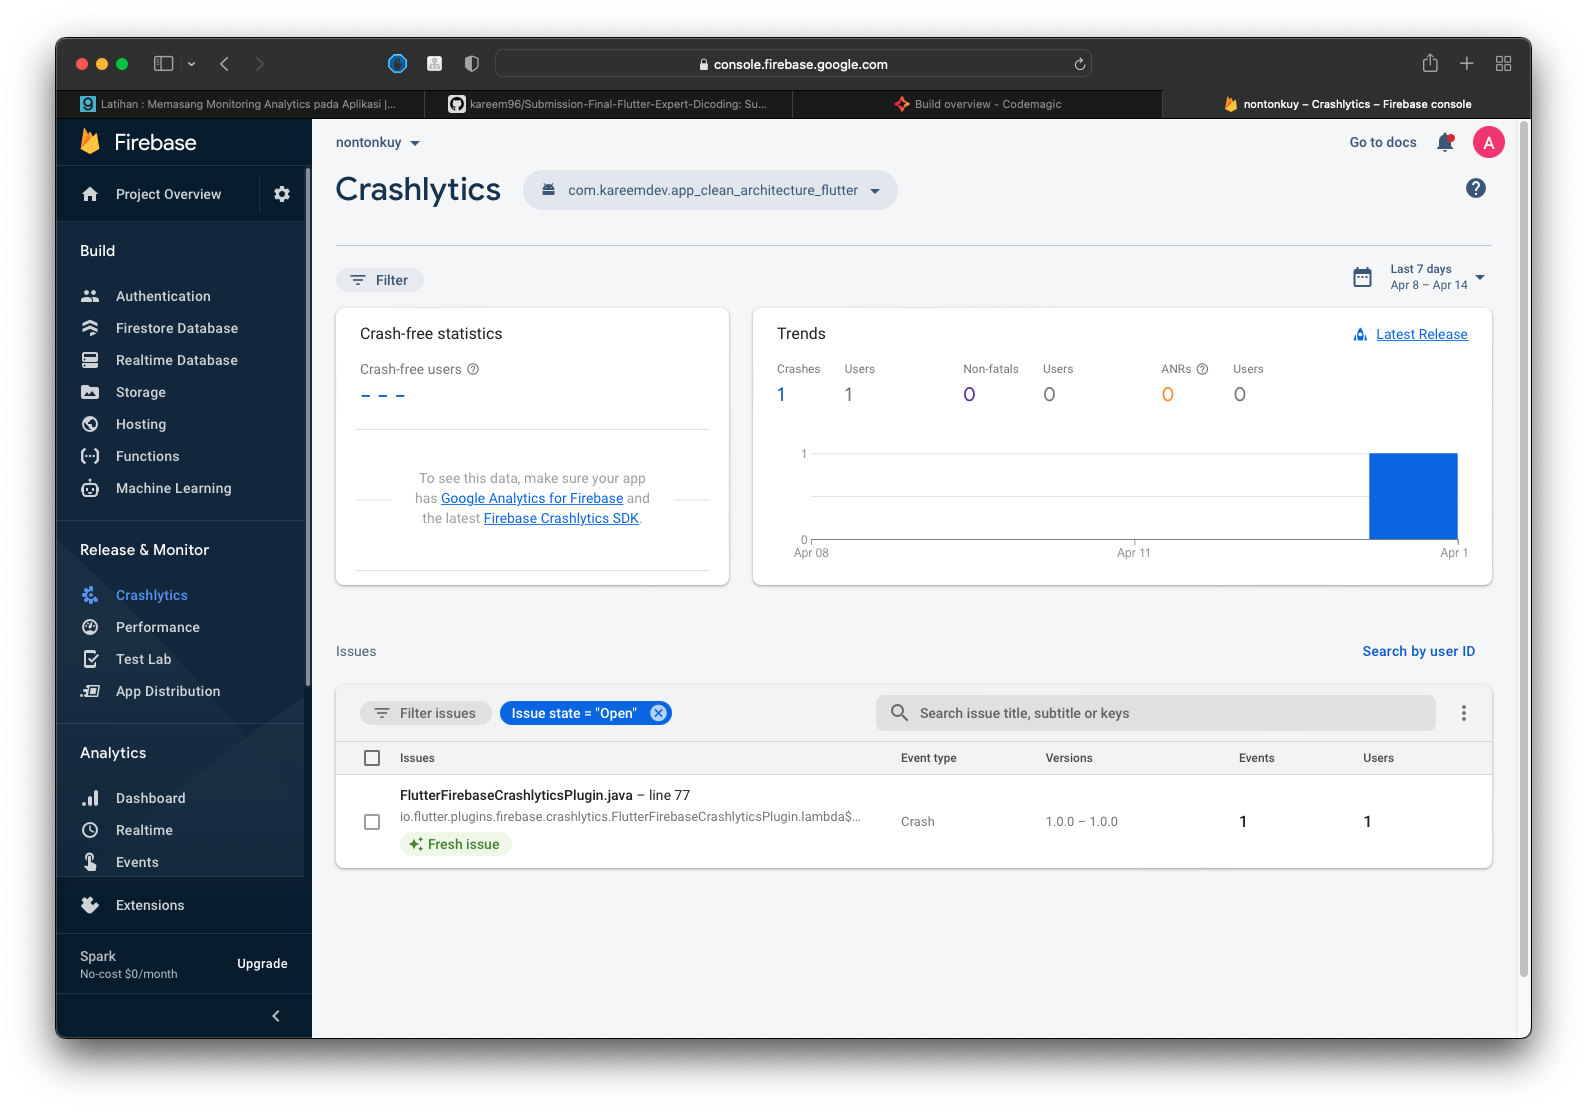 console.firebase.google.com
Latihan : Memasang Monitoring Analytics pada Aplikasi |...
kareem96/Submission-Final-Flutter-Expert-Dicoding: Su...
Build overview - Codemagic
nontonkuy – Crashlytics – Firebase console
Firebase
Project Overview
Build
Authentication
Firestore Database
Realtime Database
Storage
Hosting
Functions
Machine Learning
Release & Monitor
Crashlytics
Performance
Test Lab
App Distribution
Analytics
Dashboard
Realtime
Events
Extensions
Spark
No-cost $0/month
Upgrade
nontonkuy
Go to docs
A
Crashlytics
com.kareemdev.app_clean_architecture_flutter
Filter
Last 7 days
Apr 8 – Apr 14
Crash-free statistics
Crash-free users
– – –
To see this data, make sure your app
has Google Analytics for Firebase and
the latest Firebase Crashlytics SDK.
Trends
Latest Release
Crashes Users Non-fatals Users ANRs Users
1 1 0 0 0 0
1
0
Apr 08 Apr 11 Apr 1
Issues
Search by user ID
Filter issues
Issue state = "Open"
Search issue title, subtitle or keys
Issues Event type Versions Events Users
FlutterFirebaseCrashlyticsPlugin.java – line 77
io.flutter.plugins.firebase.crashlytics.FlutterFirebaseCrashlyticsPlugin.lambda$...
Crash 1.0.0 – 1.0.0 1 1
Fresh issue